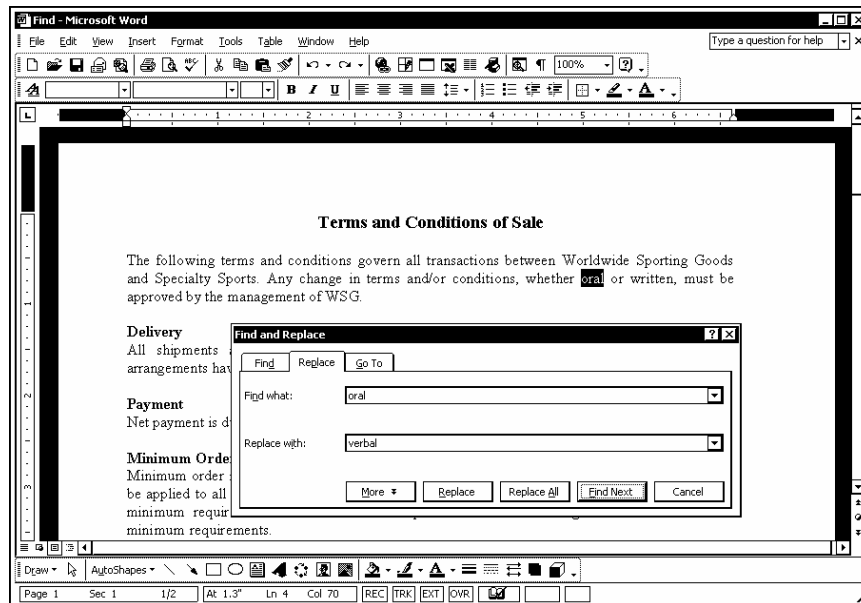 Find - Microsoft Word
File Edit View Insert Format Tools Table Window Help Type a question for help
100%
B I U
1 2 3 4 5 6
Terms and Conditions of Sale
The following terms and conditions govern all transactions between Worldwide Sporting Goods
and Specialty Sports. Any change in terms and/or conditions, whether oral or written, must be
approved by the management of WSG.
Delivery
All shipments
arrangements hav
Payment
Net payment is d
Minimum Orde
Minimum order
be applied to all
minimum requir
minimum requirements.
Find and Replace
Find Replace Go To
Find what: oral
Replace with: verbal
More Replace Replace All Find Next Cancel
Draw AutoShapes
Page 1 Sec 1 1/2 At 1.3" Ln 4 Col 70 REC TRK EXT OVR